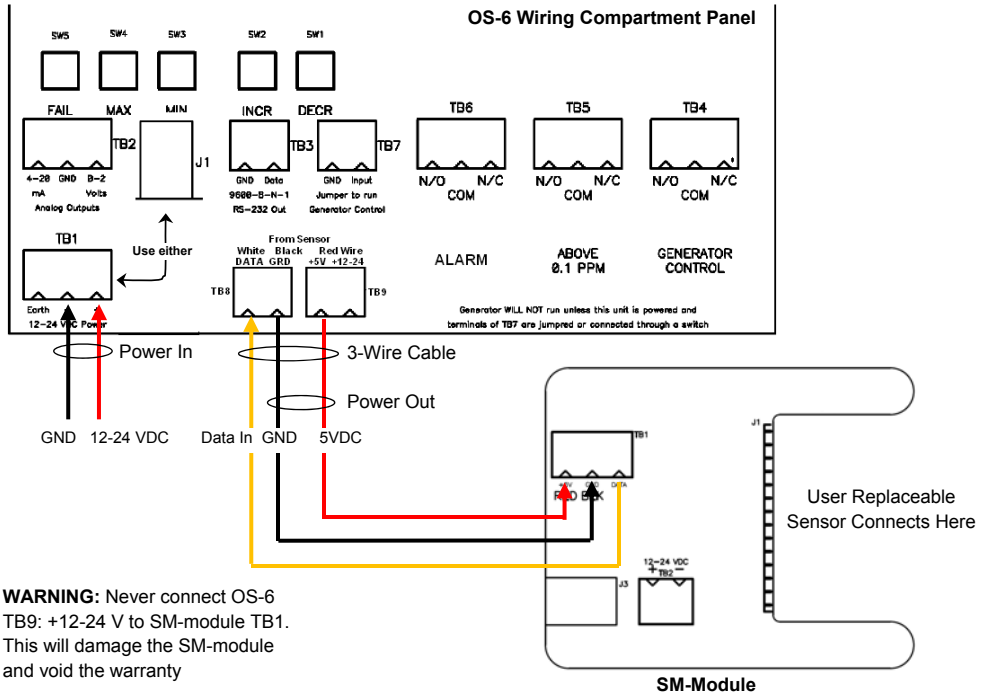 OS-6 Wiring Compartment Panel
SW5 SW4 SW3 SW2 SW1
FAIL MAX MIN INCR DECR
TB6 TB5 TB4
TB2 J1 TB3 TB7
4-20 GND 0-2
mA Volts
Analog Outputs
GND Data
9600-8-N-1
RS-232 Out
GND Input
Jumper to run
Generator Control
N/O N/C
COM
N/O N/C
COM
N/O N/C
COM
ALARM
ABOVE
0.1 PPM
GENERATOR
CONTROL
TB1
Use either
From Sensor
White Black Red Wire
DATA GRD +5V +12-24
TB8 TB9
Earth - +
12-24 VDC Power
Generator WILL NOT run unless this unit is powered and
terminals of TB7 are jumpred or connected through a switch
Power In
3-Wire Cable
Power Out
GND 12-24 VDC
Data In GND 5VDC
J1
TB1
+5V GND DATA
RED BLK
User Replaceable
Sensor Connects Here
12-24 VDC
+ TB2 -
J3
WARNING: Never connect OS-6
TB9: +12-24 V to SM-module TB1.
This will damage the SM-module
and void the warranty
SM-Module